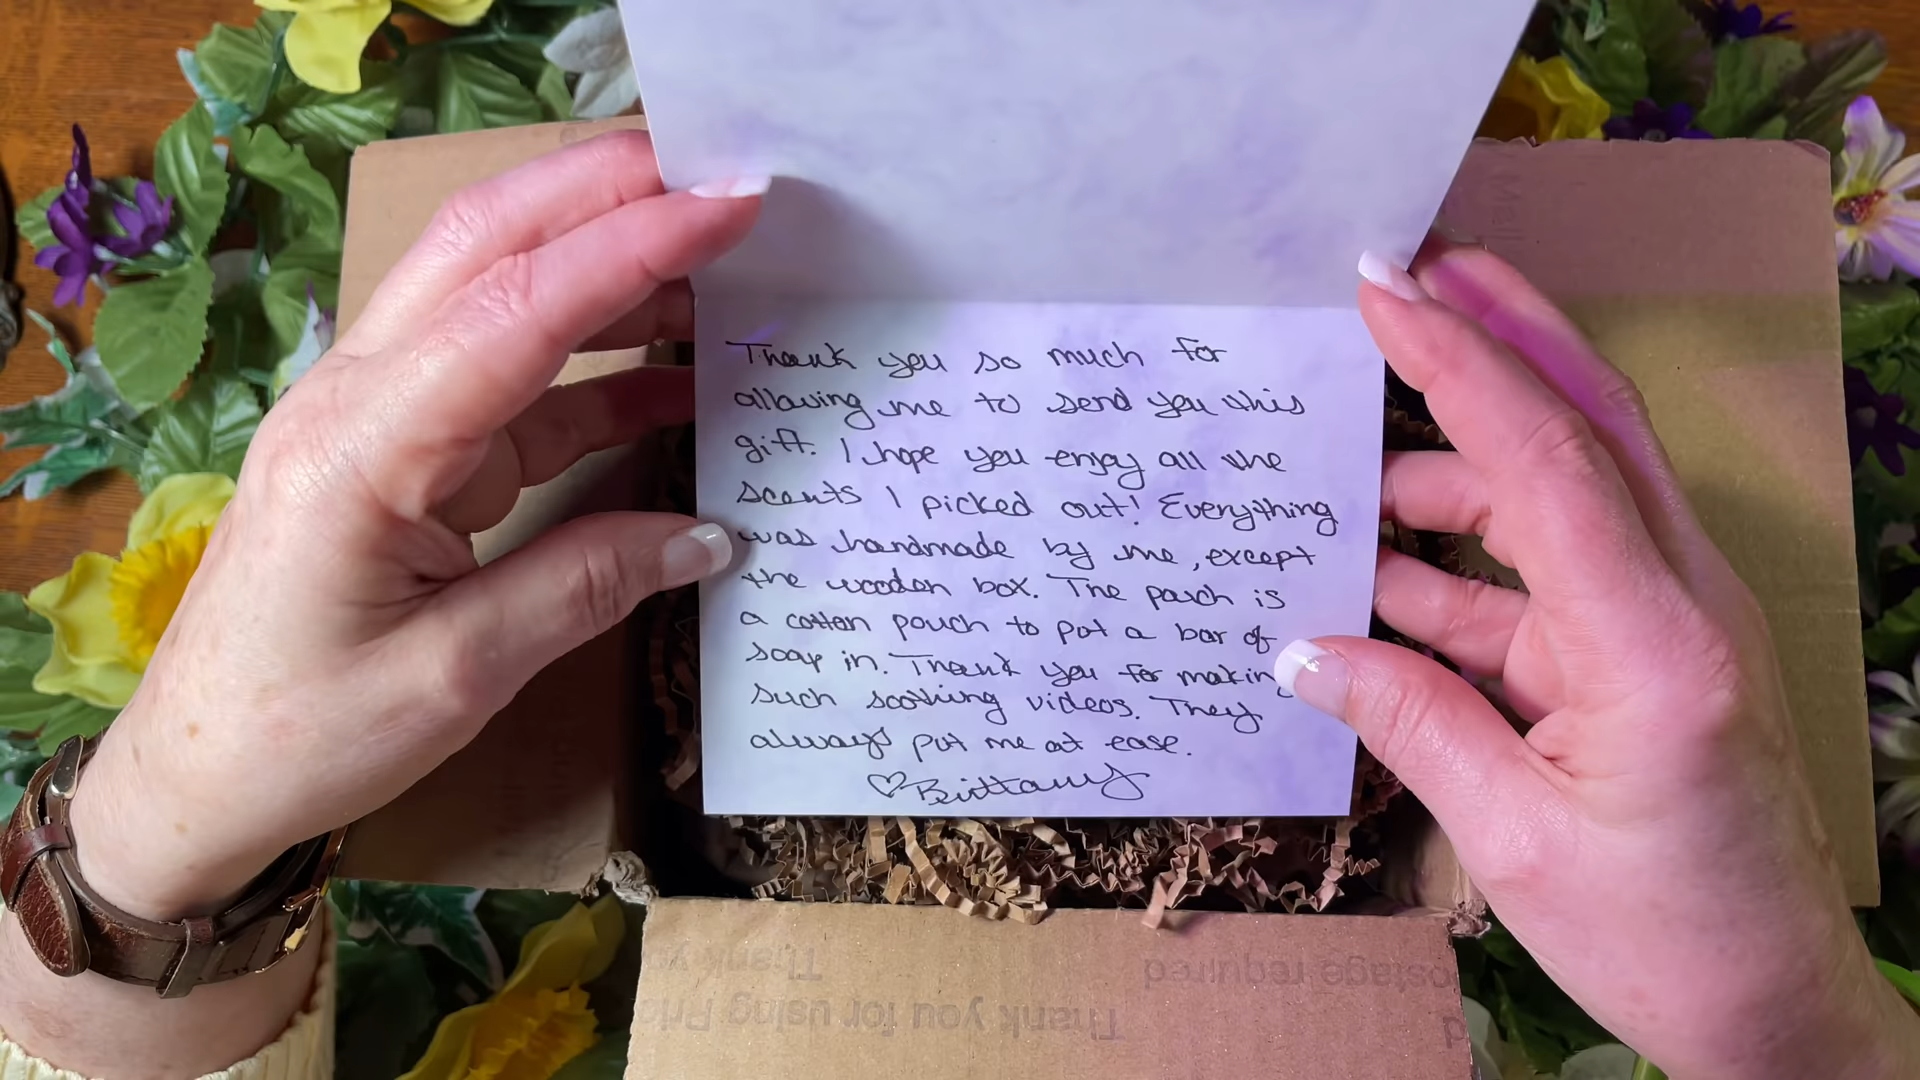 Thank you so much for
allowing me to send you this
gift. I hope you enjoy all the
scents I picked out! Everything
was handmade by me, except
the wooden box. The pouch is
a cotton pouch to put a bar of
soap in. Thank you for making
such soothing videos. They
always put me at ease.
♡Brittany
Thank y
ostage required
Thank you for using Prio